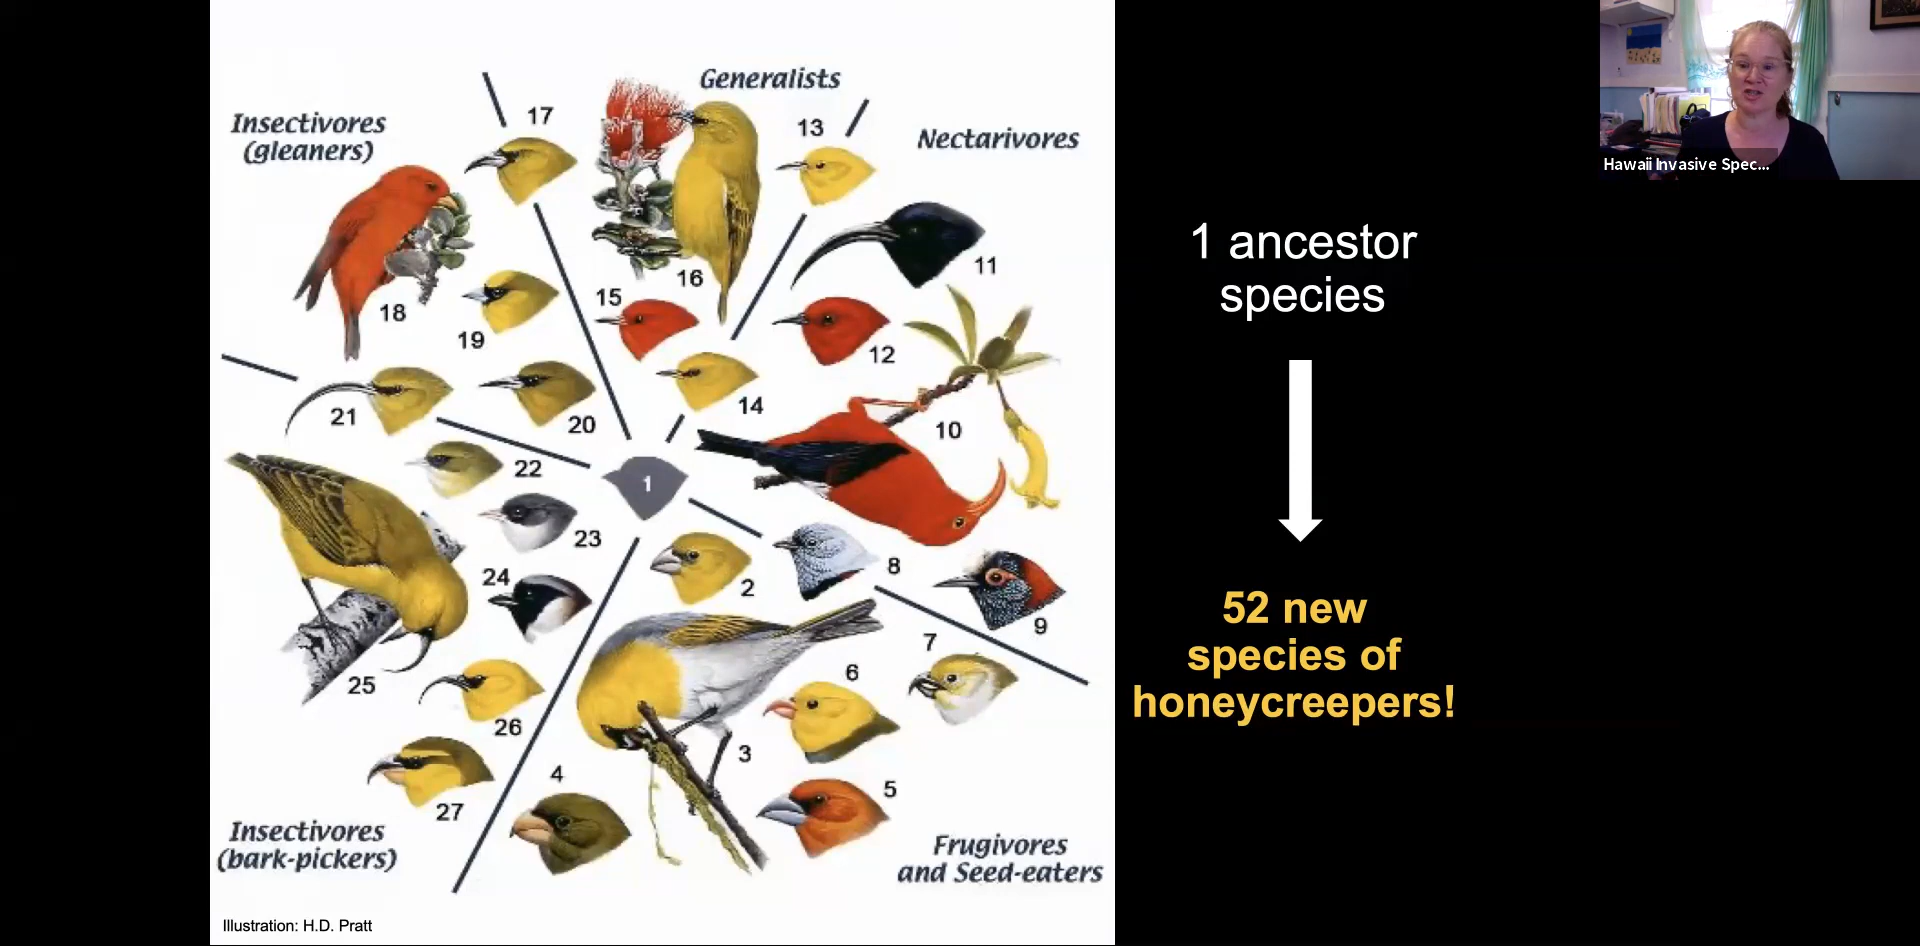 Generalists
Insectivores
(gleaners)
Nectarivores
17
13
11
16
15
18
19
12
14
10
21
20
22
1
23
8
2
24
9
7
6
25
3
26
4
5
27
Insectivores
(bark-pickers)
Frugivores
and Seed-eaters
Illustration: H.D. Pratt
1 ancestor
species
52 new
species of
honeycreepers!
Hawaii Invasive Spec...